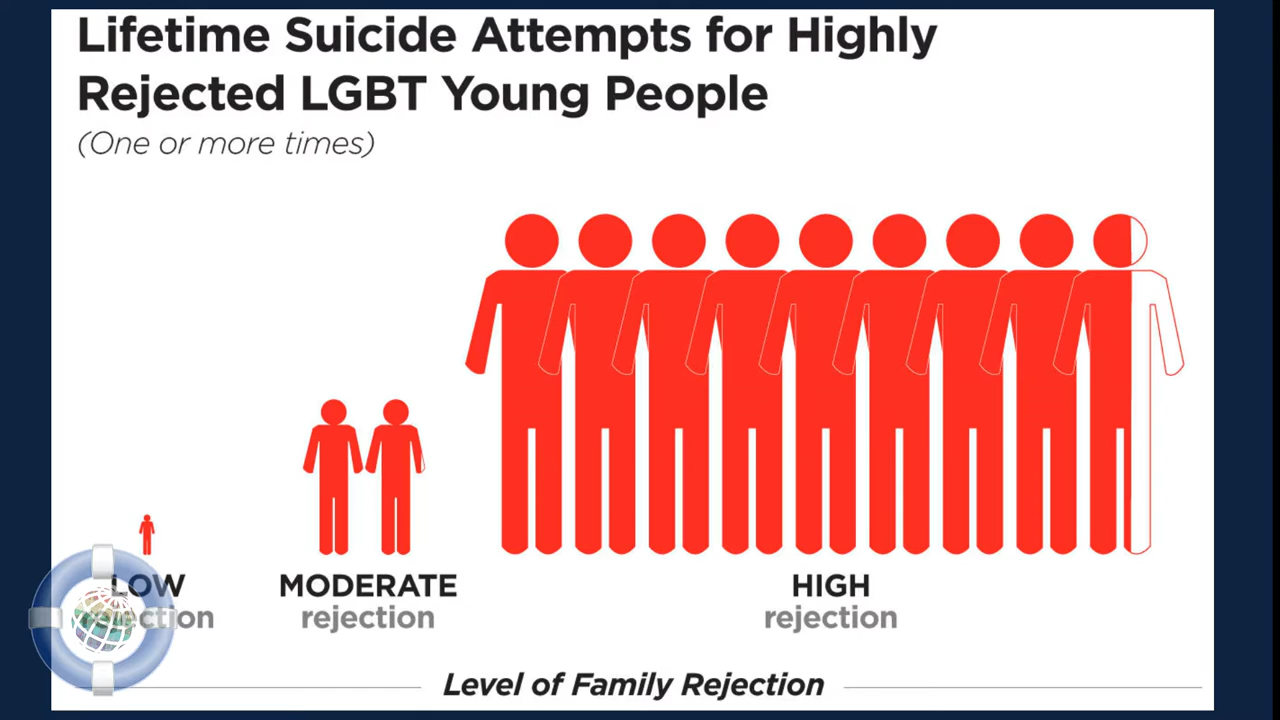 Lifetime Suicide Attempts for Highly
Rejected LGBT Young People
(One or more times)
LOW
rejection
MODERATE
rejection
HIGH
rejection
Level of Family Rejection